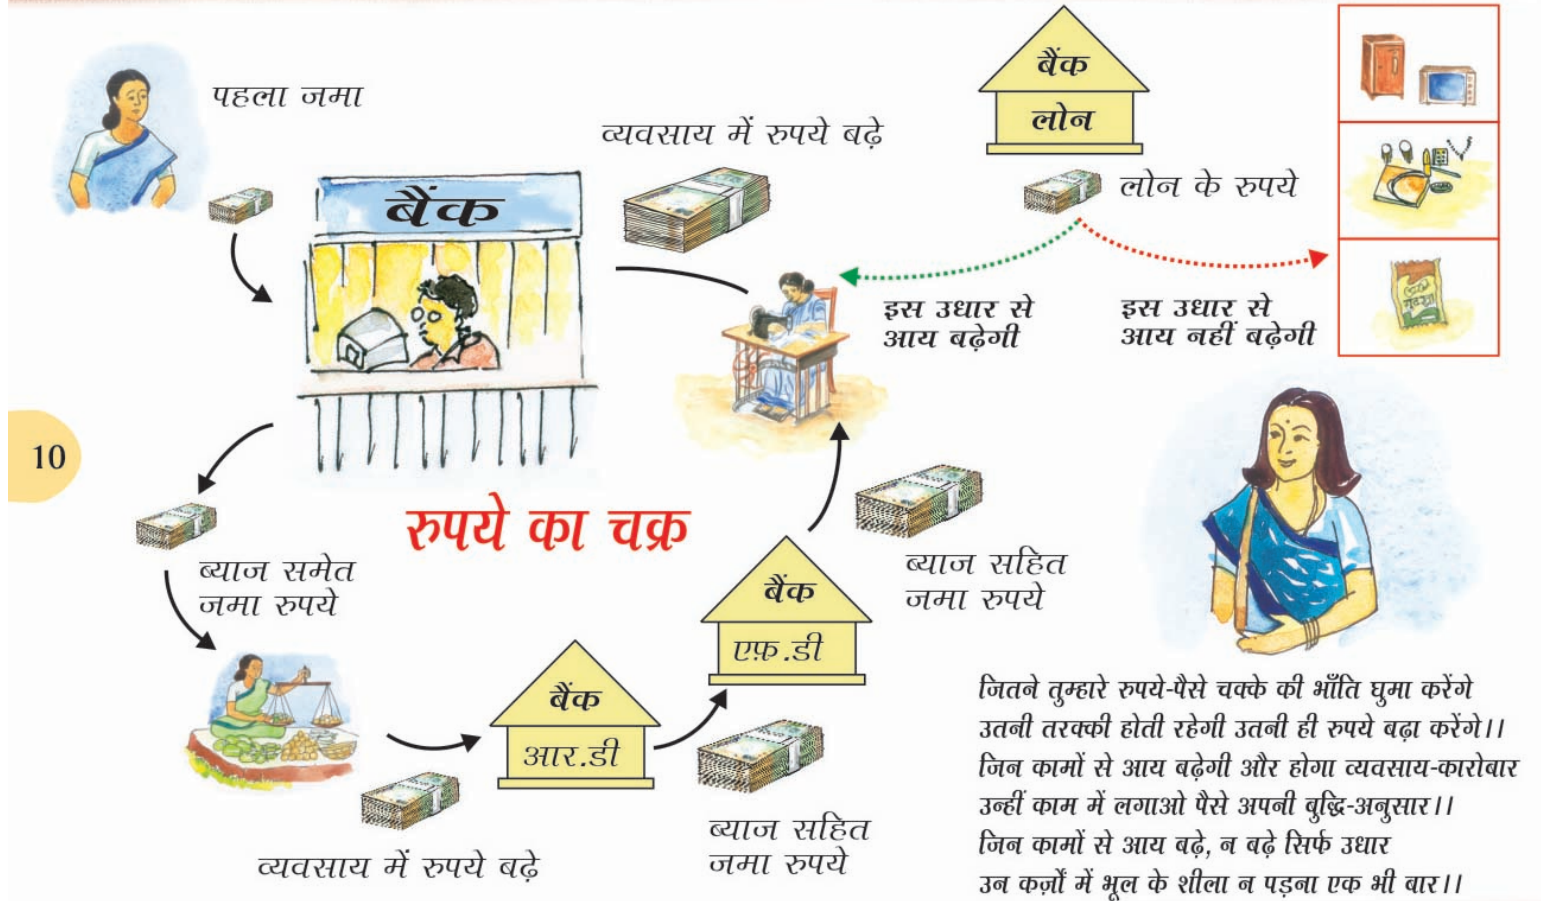 पहला जमा
बैंक
व्यवसाय में रुपये बढ़े
बैंक
लोन
लोन के रुपये
इस उधार से
आय बढ़ेगी
इस उधार से
आय नहीं बढ़ेगी
10
ब्याज समेत
जमा रुपये
रुपये का चक्र
ब्याज सहित
जमा रुपये
बैंक
एफ़.डी
बैंक
आर.डी
ब्याज सहित
जमा रुपये
व्यवसाय में रुपये बढ़े
जितने तुम्हारे रुपये-पैसे चक्के की भाँति घुमा करेंगे
उतनी तरक्की होती रहेगी उतनी ही रुपये बढ़ा करेंगे।।
जिन कामों से आय बढ़ेगी और होगा व्यवसाय-कारोबार
उन्हीं काम में लगाओ पैसे अपनी बुद्धि-अनुसार।।
जिन कामों से आय बढ़े, न बढ़े सिर्फ उधार
उन कर्ज़ों में भूल के शीला न पड़ना एक भी बार।।